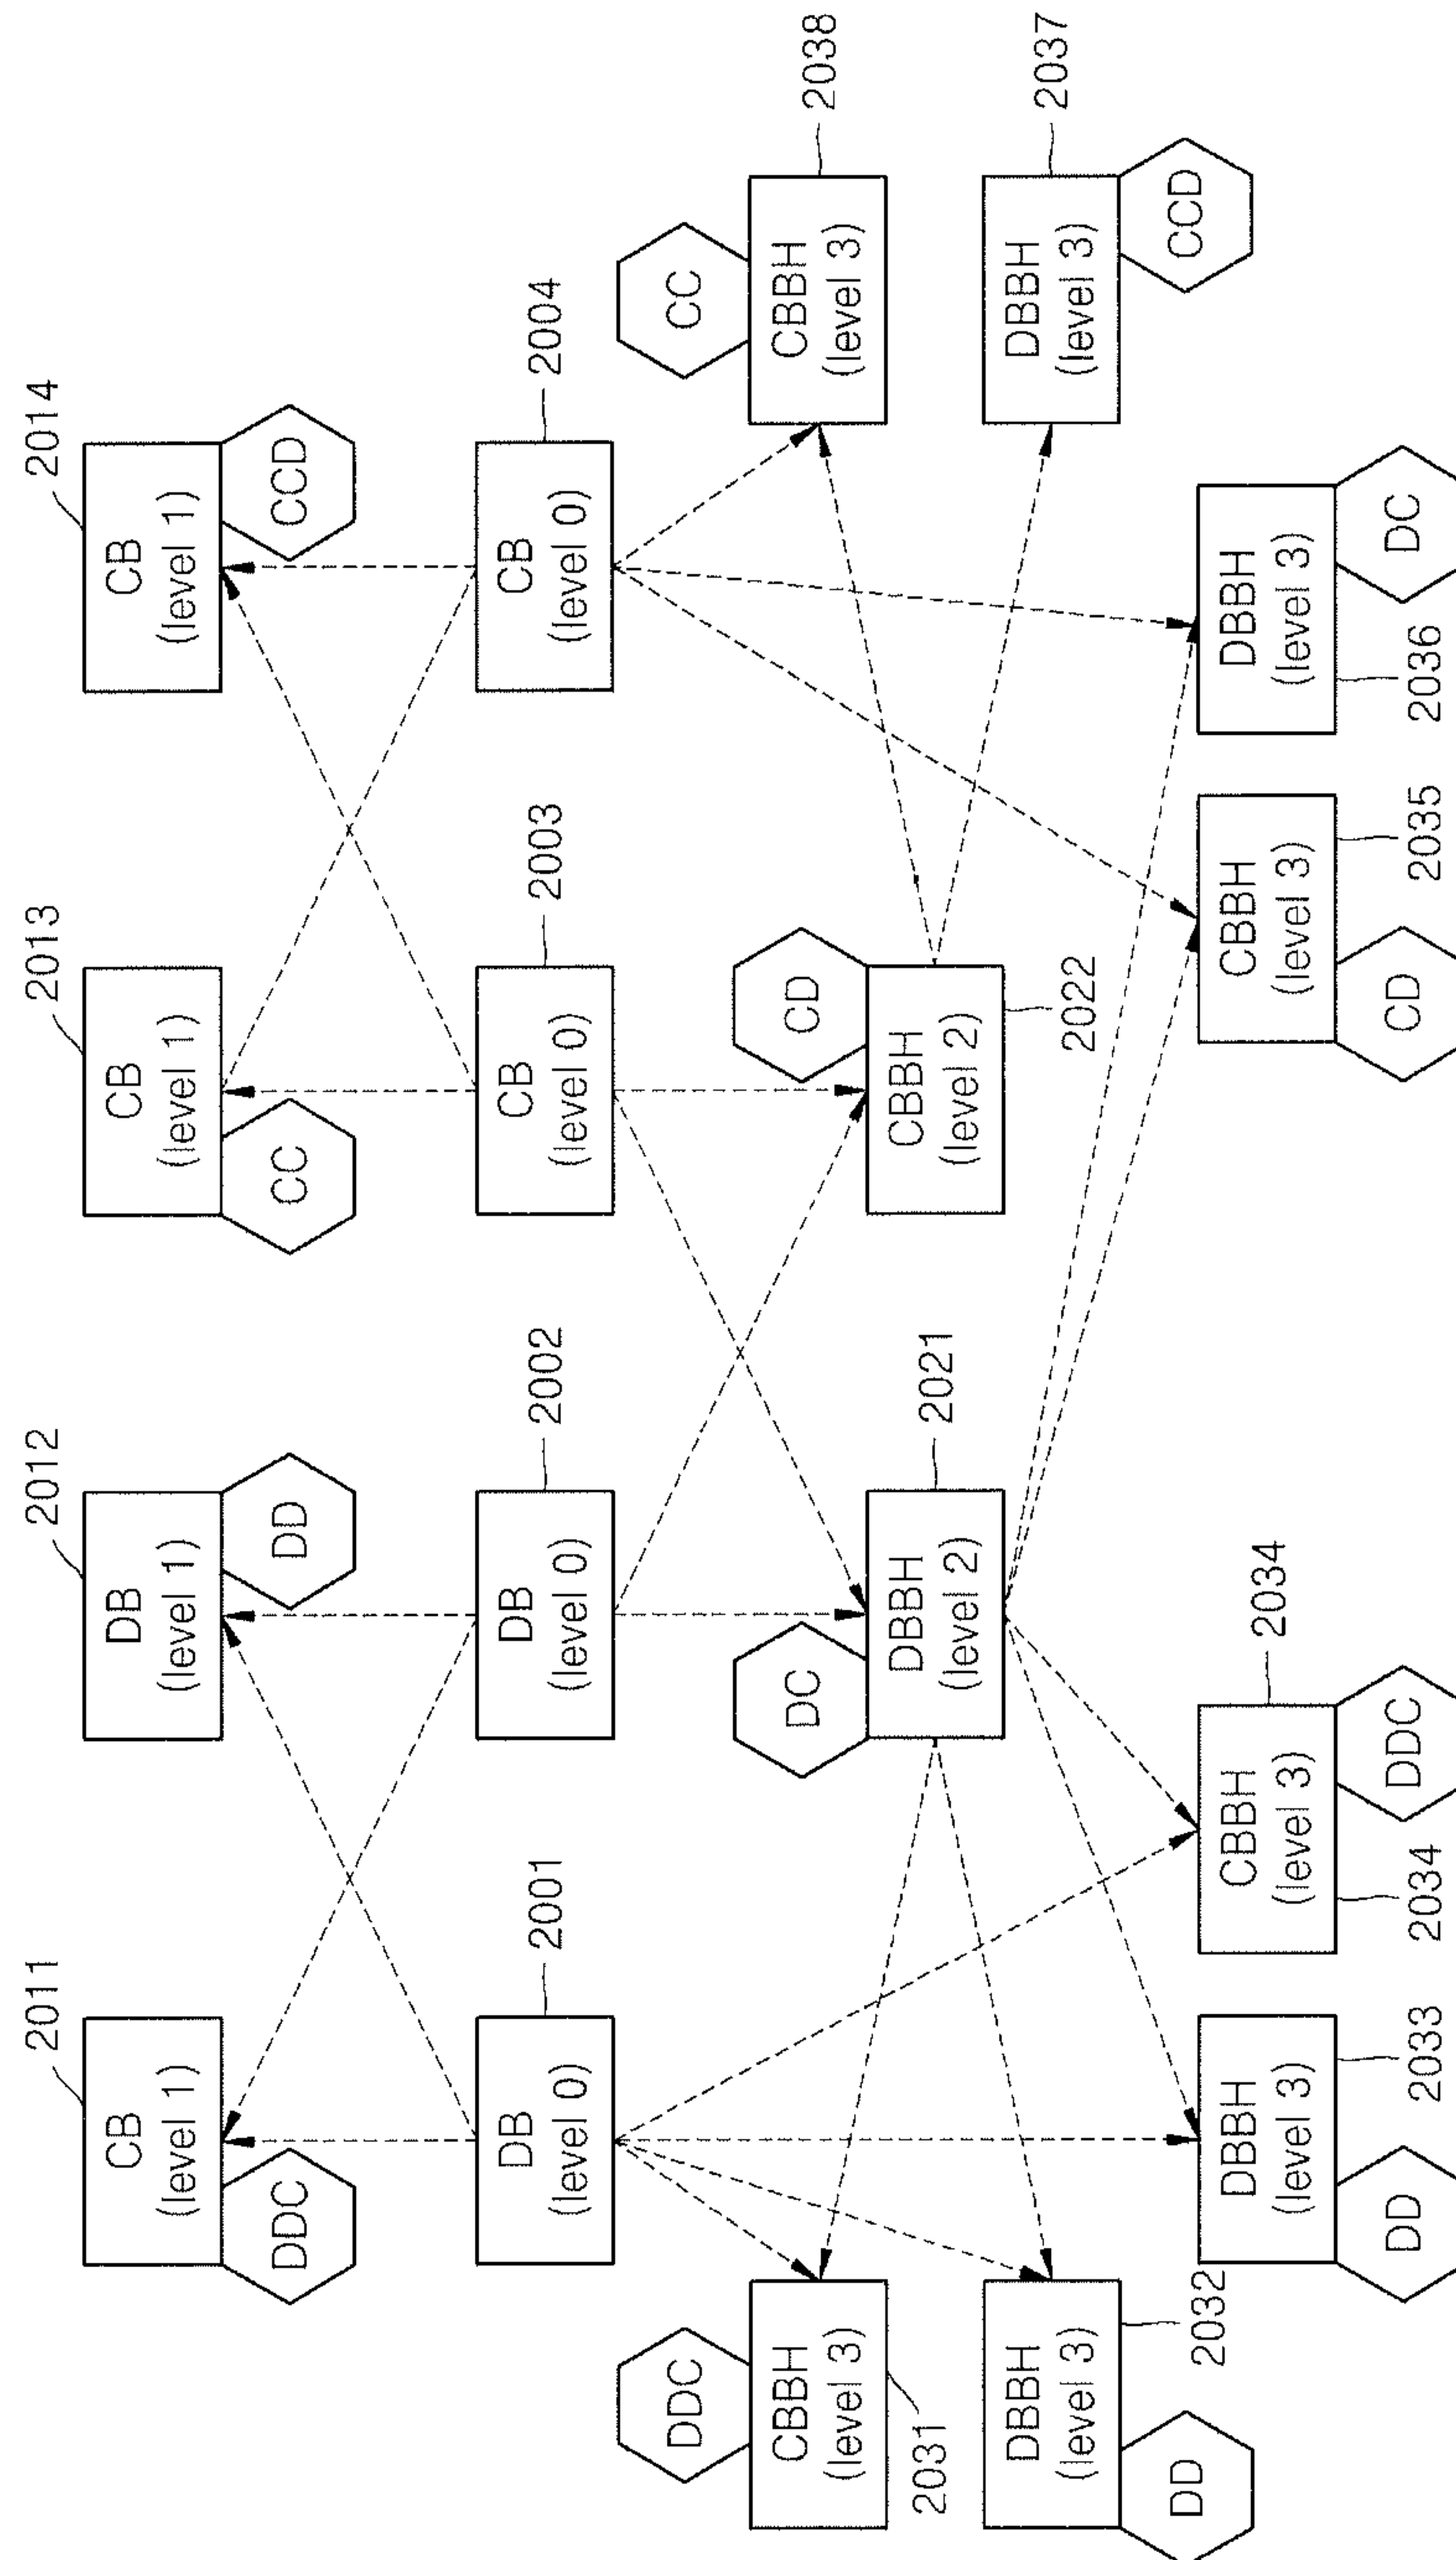 2011
CB
(level 1)
DDC
2012
DB
(level 1)
DD
2013
CB
(level 1)
CC
2014
CB
(level 1)
CCD
DB
(level 0)
2001
DB
(level 0)
2002
CB
(level 0)
2003
CB
(level 0)
2004
DDC
CBBH
(level 3)
2031
DC
DBBH
(level 2)
2021
CD
CBBH
(level 2)
2022
CC
CBBH
(level 3)
2038
DBBH
(level 3)
2032
DD
DBBH
(level 3)
2037
CCD
DBBH
(level 3)
2033
DD
CBBH
(level 3)
2034
2034
DDC
CBBH
(level 3)
2035
CD
DBBH
(level 3)
2036
DC